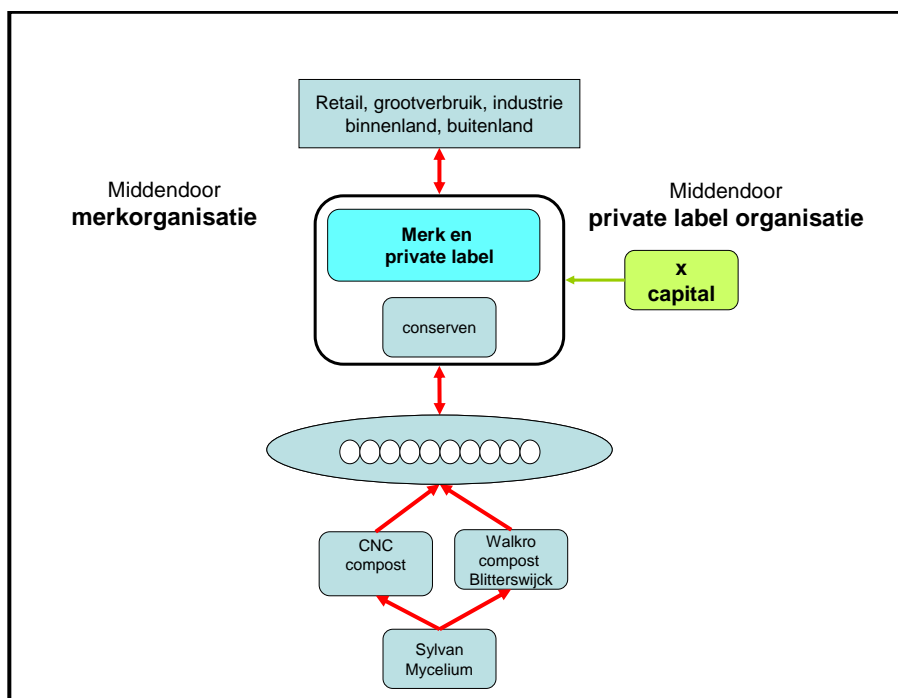 Retail, grootverbruik, industrie
binnenland, buitenland
Middendoor
merkorganisatie
Middendoor
private label organisatie
Merk en
private label
x
capital
conserven
CNC
compost
Walkro
compost
Blitterswijck
Sylvan
Mycelium